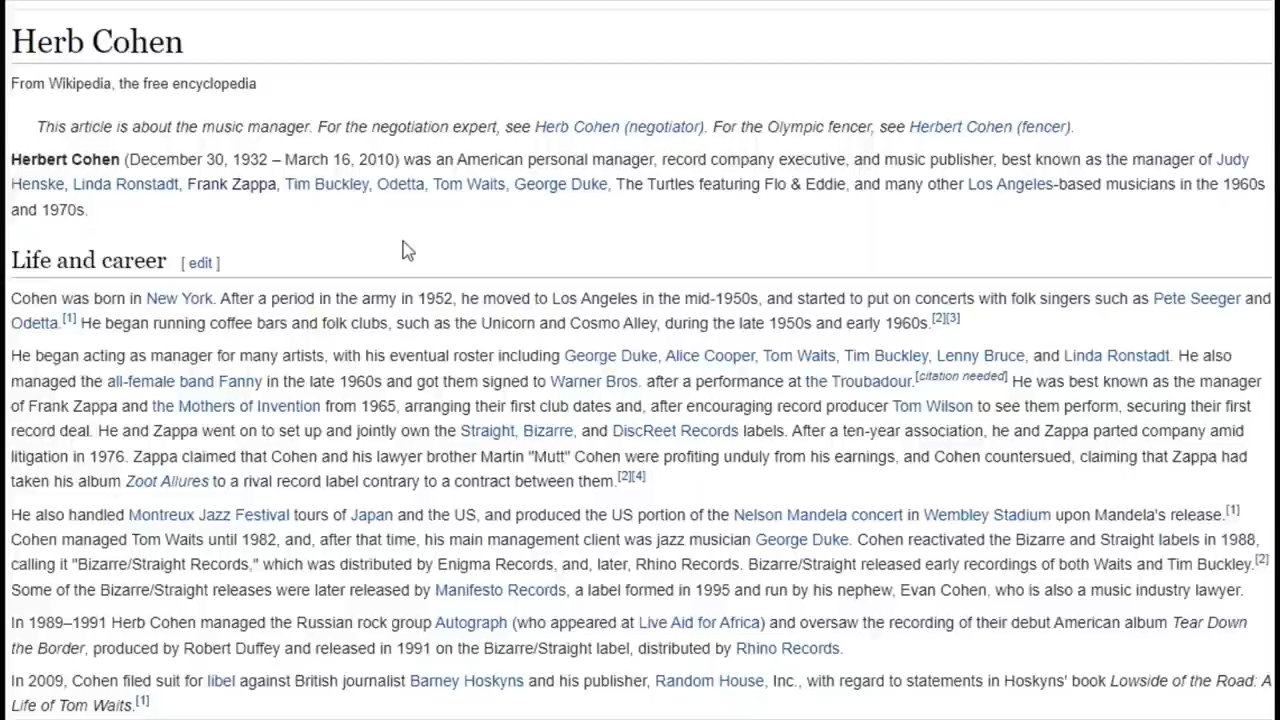 Herb Cohen
From Wikipedia, the free encyclopedia
This article is about the music manager. For the negotiation expert, see Herb Cohen (negotiator). For the Olympic fencer, see Herbert Cohen (fencer).
Herbert Cohen (December 30, 1932 – March 16, 2010) was an American personal manager, record company executive, and music publisher, best known as the manager of Judy
Henske, Linda Ronstadt, Frank Zappa, Tim Buckley, Odetta, Tom Waits, George Duke, The Turtles featuring Flo & Eddie, and many other Los Angeles-based musicians in the 1960s
and 1970s.
Life and career [ edit ]
Cohen was born in New York. After a period in the army in 1952, he moved to Los Angeles in the mid-1950s, and started to put on concerts with folk singers such as Pete Seeger and
Odetta.[1] He began running coffee bars and folk clubs, such as the Unicorn and Cosmo Alley, during the late 1950s and early 1960s.[2][3]
He began acting as manager for many artists, with his eventual roster including George Duke, Alice Cooper, Tom Waits, Tim Buckley, Lenny Bruce, and Linda Ronstadt. He also
managed the all-female band Fanny in the late 1960s and got them signed to Warner Bros. after a performance at the Troubadour.[citation needed] He was best known as the manager
of Frank Zappa and the Mothers of Invention from 1965, arranging their first club dates and, after encouraging record producer Tom Wilson to see them perform, securing their first
record deal. He and Zappa went on to set up and jointly own the Straight, Bizarre, and DiscReet Records labels. After a ten-year association, he and Zappa parted company amid
litigation in 1976. Zappa claimed that Cohen and his lawyer brother Martin "Mutt" Cohen were profiting unduly from his earnings, and Cohen countersued, claiming that Zappa had
taken his album Zoot Allures to a rival record label contrary to a contract between them.[2][4]
He also handled Montreux Jazz Festival tours of Japan and the US, and produced the US portion of the Nelson Mandela concert in Wembley Stadium upon Mandela's release.[1]
Cohen managed Tom Waits until 1982, and, after that time, his main management client was jazz musician George Duke. Cohen reactivated the Bizarre and Straight labels in 1988,
calling it "Bizarre/Straight Records," which was distributed by Enigma Records, and, later, Rhino Records. Bizarre/Straight released early recordings of both Waits and Tim Buckley.[2]
Some of the Bizarre/Straight releases were later released by Manifesto Records, a label formed in 1995 and run by his nephew, Evan Cohen, who is also a music industry lawyer.
In 1989–1991 Herb Cohen managed the Russian rock group Autograph (who appeared at Live Aid for Africa) and oversaw the recording of their debut American album Tear Down
the Border, produced by Robert Duffey and released in 1991 on the Bizarre/Straight label, distributed by Rhino Records.
In 2009, Cohen filed suit for libel against British journalist Barney Hoskyns and his publisher, Random House, Inc., with regard to statements in Hoskyns' book Lowside of the Road: A
Life of Tom Waits.[1]